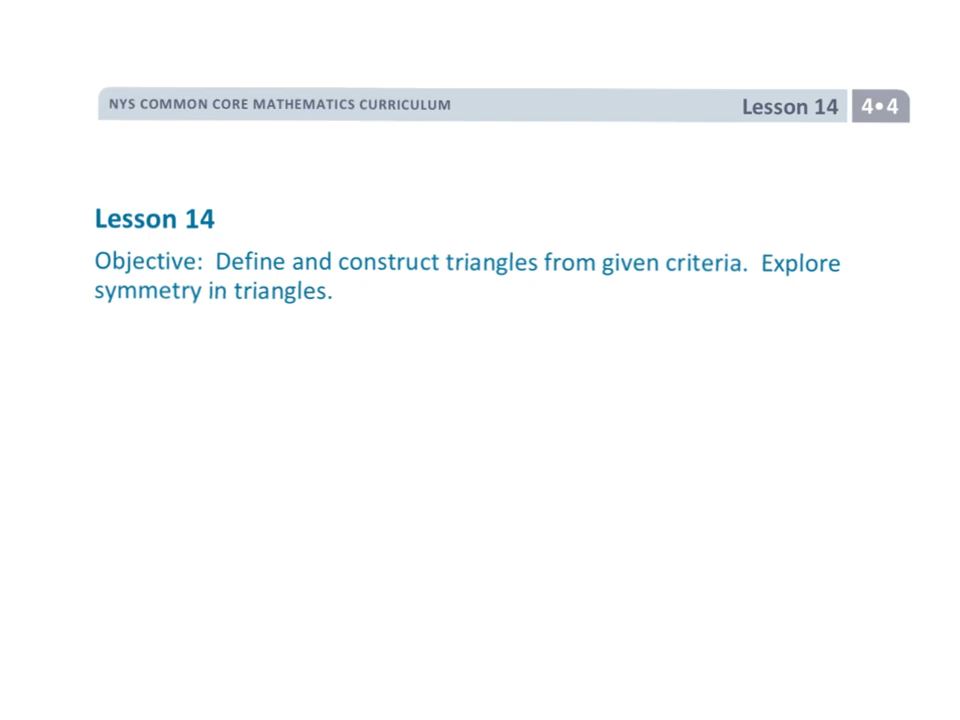 NYS COMMON CORE MATHEMATICS CURRICULUM Lesson 14 4•4
Lesson 14
Objective: Define and construct triangles from given criteria. Explore
symmetry in triangles.